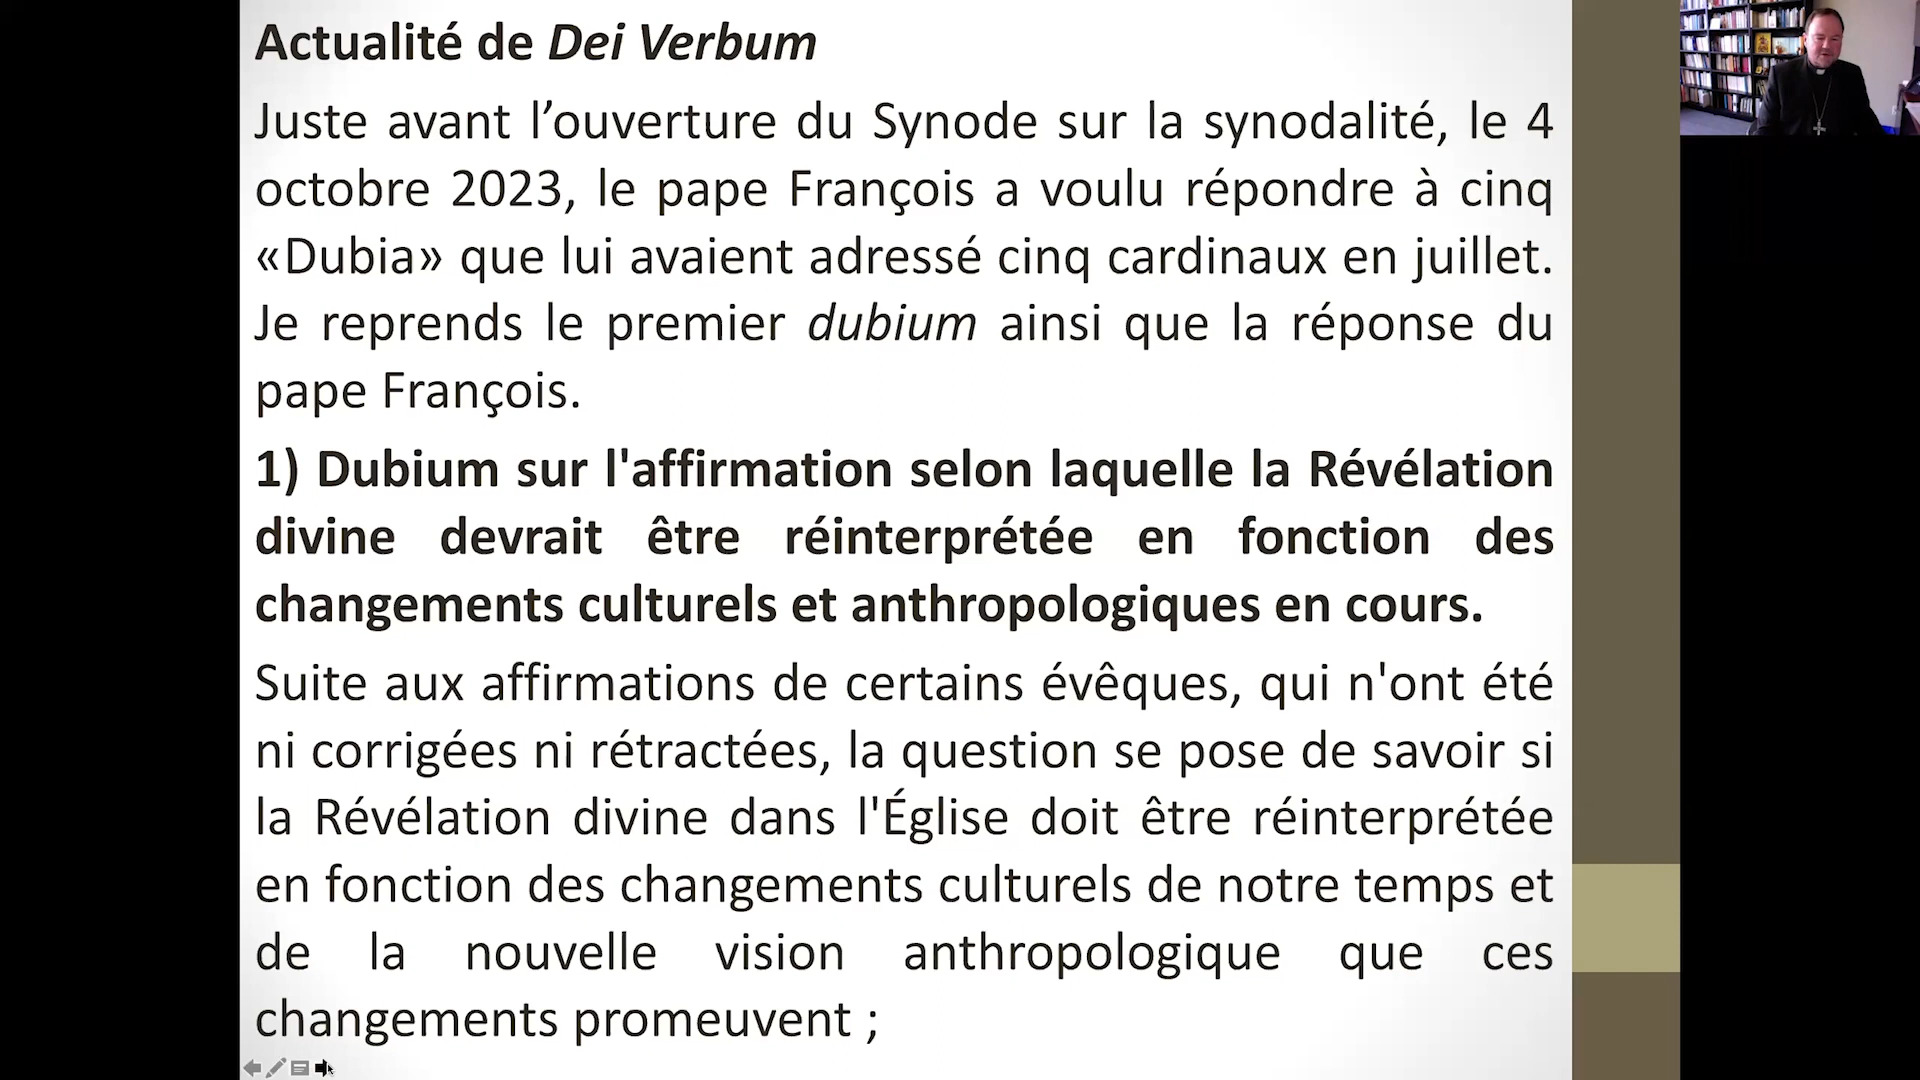 Actualité de Dei Verbum
Juste avant l’ouverture du Synode sur la synodalité, le 4
octobre 2023, le pape François a voulu répondre à cinq
«Dubia» que lui avaient adressé cinq cardinaux en juillet.
Je reprends le premier dubium ainsi que la réponse du
pape François.
1) Dubium sur l'affirmation selon laquelle la Révélation
divine devrait être réinterprétée en fonction des
changements culturels et anthropologiques en cours.
Suite aux affirmations de certains évêques, qui n'ont été
ni corrigées ni rétractées, la question se pose de savoir si
la Révélation divine dans l'Église doit être réinterprétée
en fonction des changements culturels de notre temps et
de la nouvelle vision anthropologique que ces
changements promeuvent ;